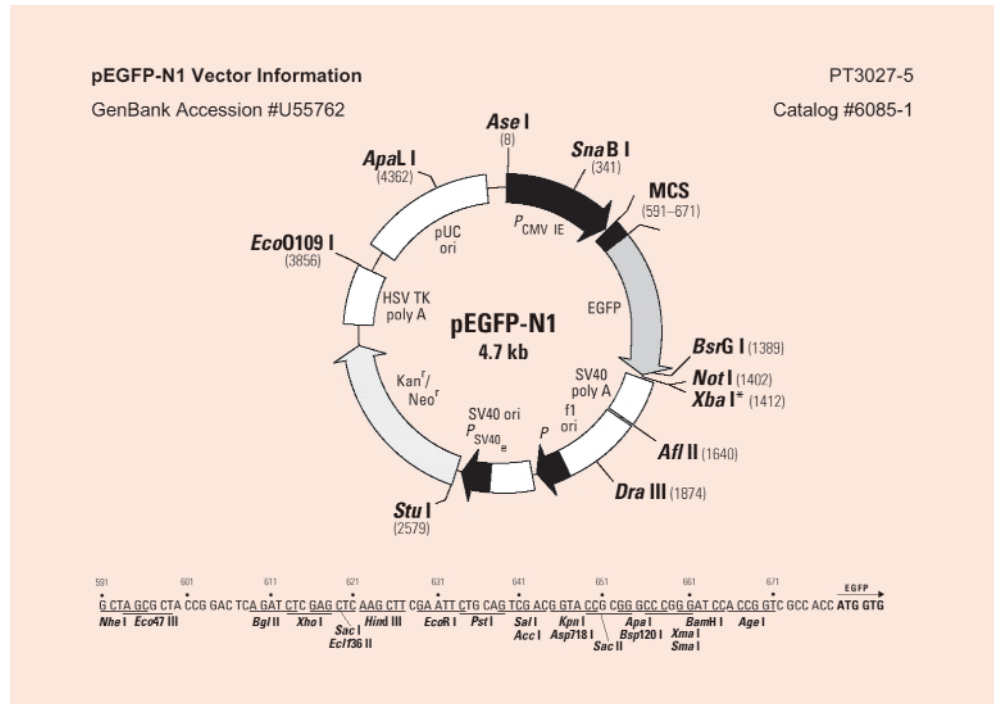 pEGFP-N1 Vector Information
PT3027-5
GenBank Accession #U55762
Catalog #6085-1
Ase I
(8)
SnaB I
(341)
ApaL I
(4362)
MCS
(591–671)
EcoO109 I
(3856)
pUC
ori
PCMV IE
HSV TK
poly A
EGFP
pEGFP-N1
4.7 kb
BsrG I (1389)
Not I (1402)
Xba I* (1412)
Kanr/
Neor
SV40
poly A
SV40 ori
PSV40e
f1
ori
P
Afl II (1640)
Dra III (1874)
Stu I
(2579)
591 601 611 621 631 641 651 661 671 EGFP
G CTA GCG CTA CCG GAC TCA GAT CTC GAG CTC AAG CTT CGA ATT CTG CAG TCG ACG GTA CCG CGG GCC CGG GAT CCA CCG GTC GCC ACC ATG GTG
Nhe I Eco47 III Bgl II Xho I Hind III EcoR I Pst I Sal I Kpn I Apa I BamH I Age I
Sac I Acc I Asp718 I Bsp120 I Xma I
Ecl136 II Sac II Sma I